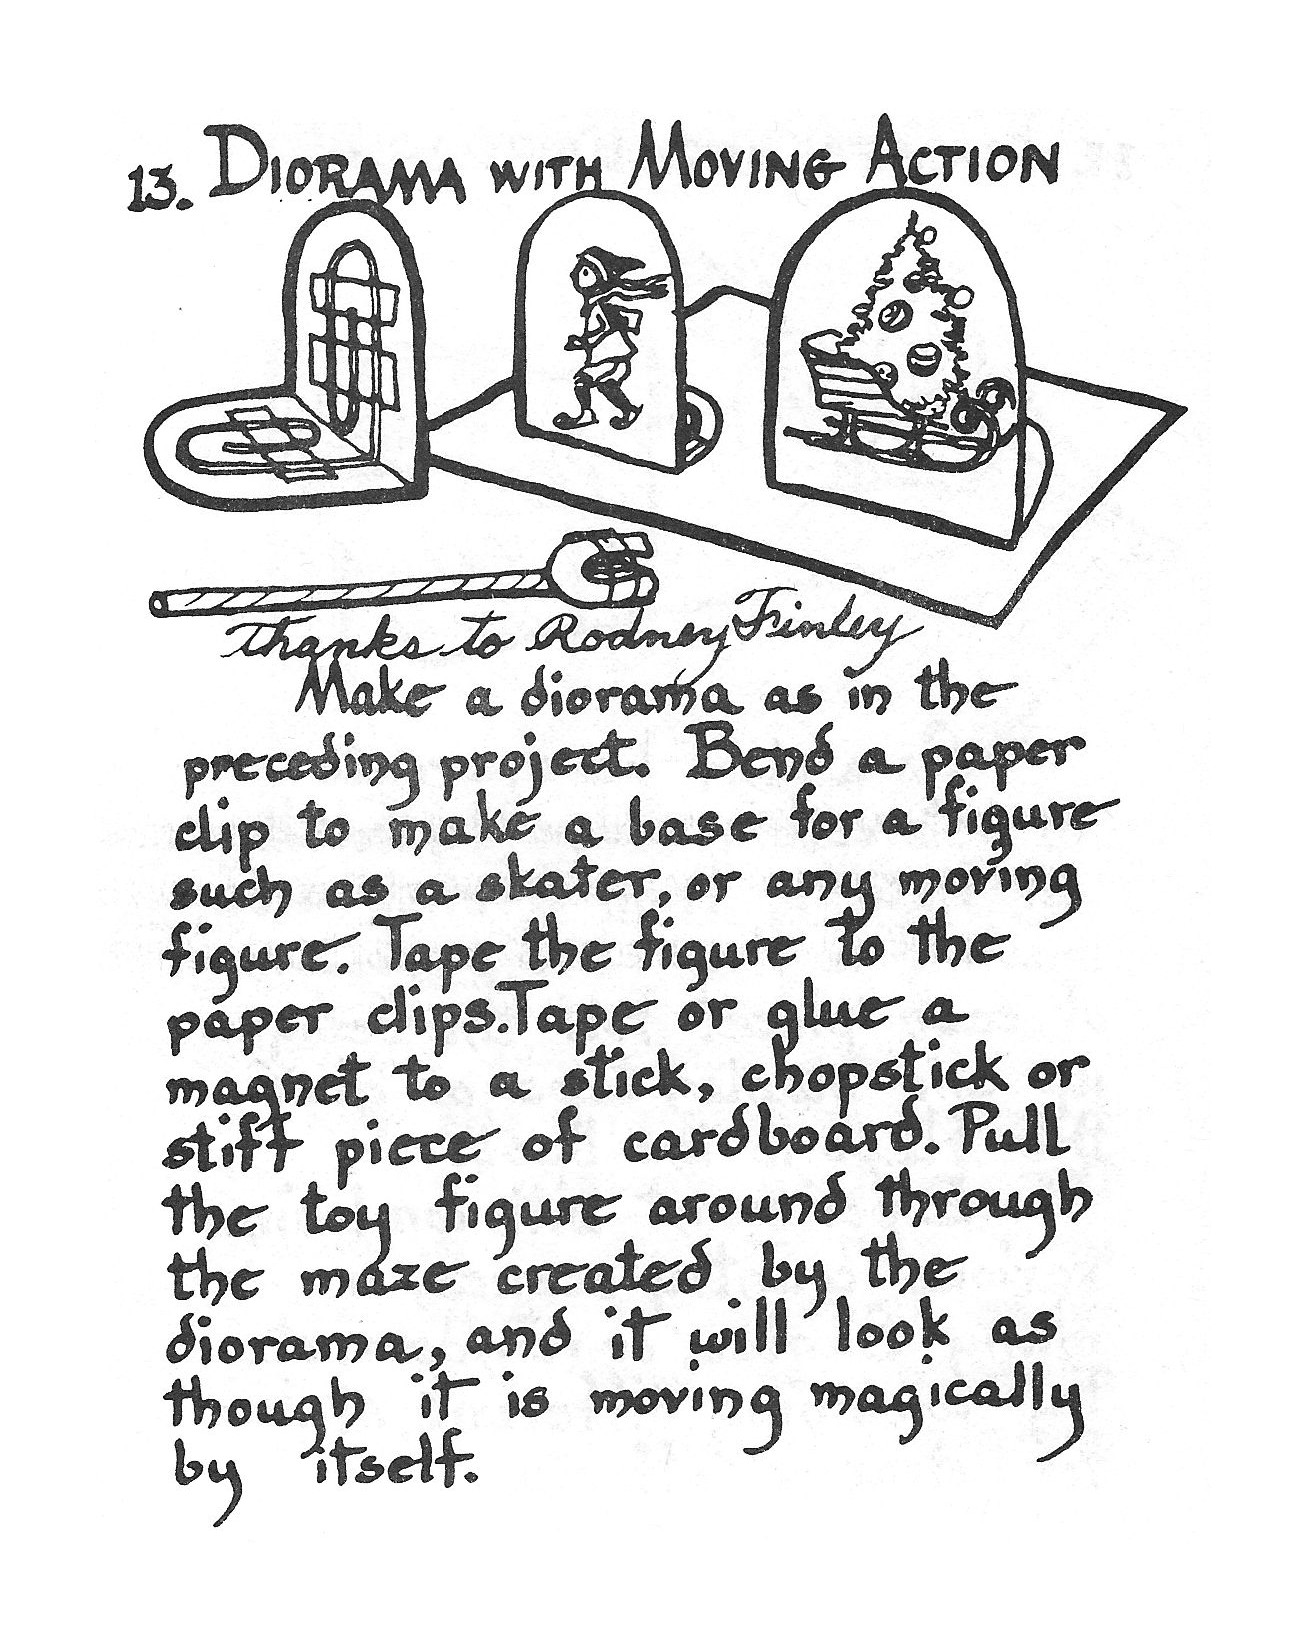 13. DIORAMA WITH MOVING ACTION
Thanks to Rodney Finley
Make a diorama as in the
preceding project. Bend a paper
clip to make a base for a figure
such as a skater, or any moving
figure. Tape the figure to the
paper clips. Tape or glue a
magnet to a stick, chopstick or
stiff piece of cardboard. Pull
the toy figure around through
the maze created by the
diorama, and it will look as
though it is moving magically
by itself.